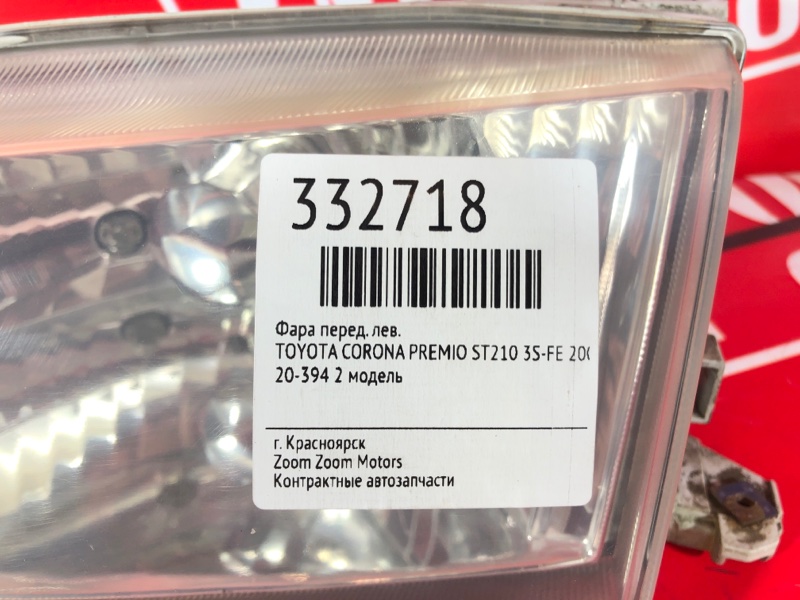 332718
Фара перед. лев.
TOYOTA CORONA PREMIO ST210 3S-FE 200
20-394 2 модель
г. Красноярск
Zoom Zoom Motors
Контрактные автозапчасти